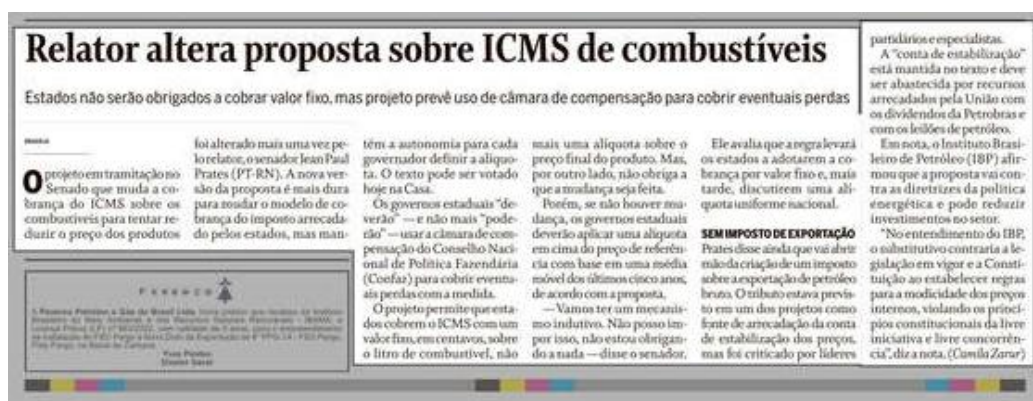 Relator altera proposta sobre ICMS de combustíveis
Estados não serão obrigados a cobrar valor fixo, mas projeto prevê uso de câmara de compensação para cobrir eventuais perdas
O projeto em tramitação no
Senado que muda a co-
brança do ICMS sobre os
combustíveis para tentar re-
duzir o preço dos produtos
foi alterado mais uma vez pe-
lo relator, o senador Jean Paul
Prates (PT-RN). A nova ver-
são da proposta é mais dura
para mudar o modelo de co-
brança do imposto arrecada-
do pelos estados, mas man-
tém a autonomia para cada
governador definir a alíquo-
ta. O texto pode ser votado
hoje na Casa.
Os governos estaduais “de-
verão” — e não mais “pode-
rão” — usar a câmara de com-
pensação do Conselho Naci-
onal de Política Fazendária
(Confaz) para cobrir eventu-
ais perdas com a medida.
O projeto permite que esta-
dos cobrem o ICMS com um
valor fixo, em centavos, sobre
o litro de combustível, não
mais uma alíquota sobre o
preço final do produto. Mas,
por outro lado, não obriga a
que a mudança seja feita.
Porém, se não houver mu-
dança, os governos estaduais
deverão aplicar uma alíquota
em cima do preço de referên-
cia com base em uma média
móvel dos últimos cinco anos,
de acordo com a proposta.
— Vamos ter um mecanis-
mo indutivo. Não posso im-
por isso, não estou obrigan-
do a nada — disse o senador.
Ele avalia que a regra levará
os estados a adotarem a co-
brança por valor fixo e, mais
tarde, discutirem uma alí-
quota uniforme nacional.
SEM IMPOSTO DE EXPORTAÇÃO
Prates disse ainda que vai abrir
mão da criação de um imposto
sobre a exportação de petróleo
bruto. O tributo estava previs-
to em um dos projetos como
fonte de arrecadação da conta
de estabilização dos preços,
mas foi criticado por líderes
partidários e especialistas.
A “conta de estabilização”
está mantida no texto e deve
ser abastecida por recursos
arrecadados pela União com
os dividendos da Petrobras e
com os leilões de petróleo.
Em nota, o Instituto Brasi-
leiro de Petróleo (IBP) afir-
mou que a proposta vai con-
tra as diretrizes da política
energética e pode reduzir
investimentos no setor.
“No entendimento do IBP,
o substitutivo contraria a le-
gislação em vigor e a Consti-
tuição ao estabelecer regras
para a modicidade dos preços
internos, violando os princí-
pios constitucionais da livre
iniciativa e livre concorrên-
cia”, diz a nota. (Camila Zarur)
PERENCO